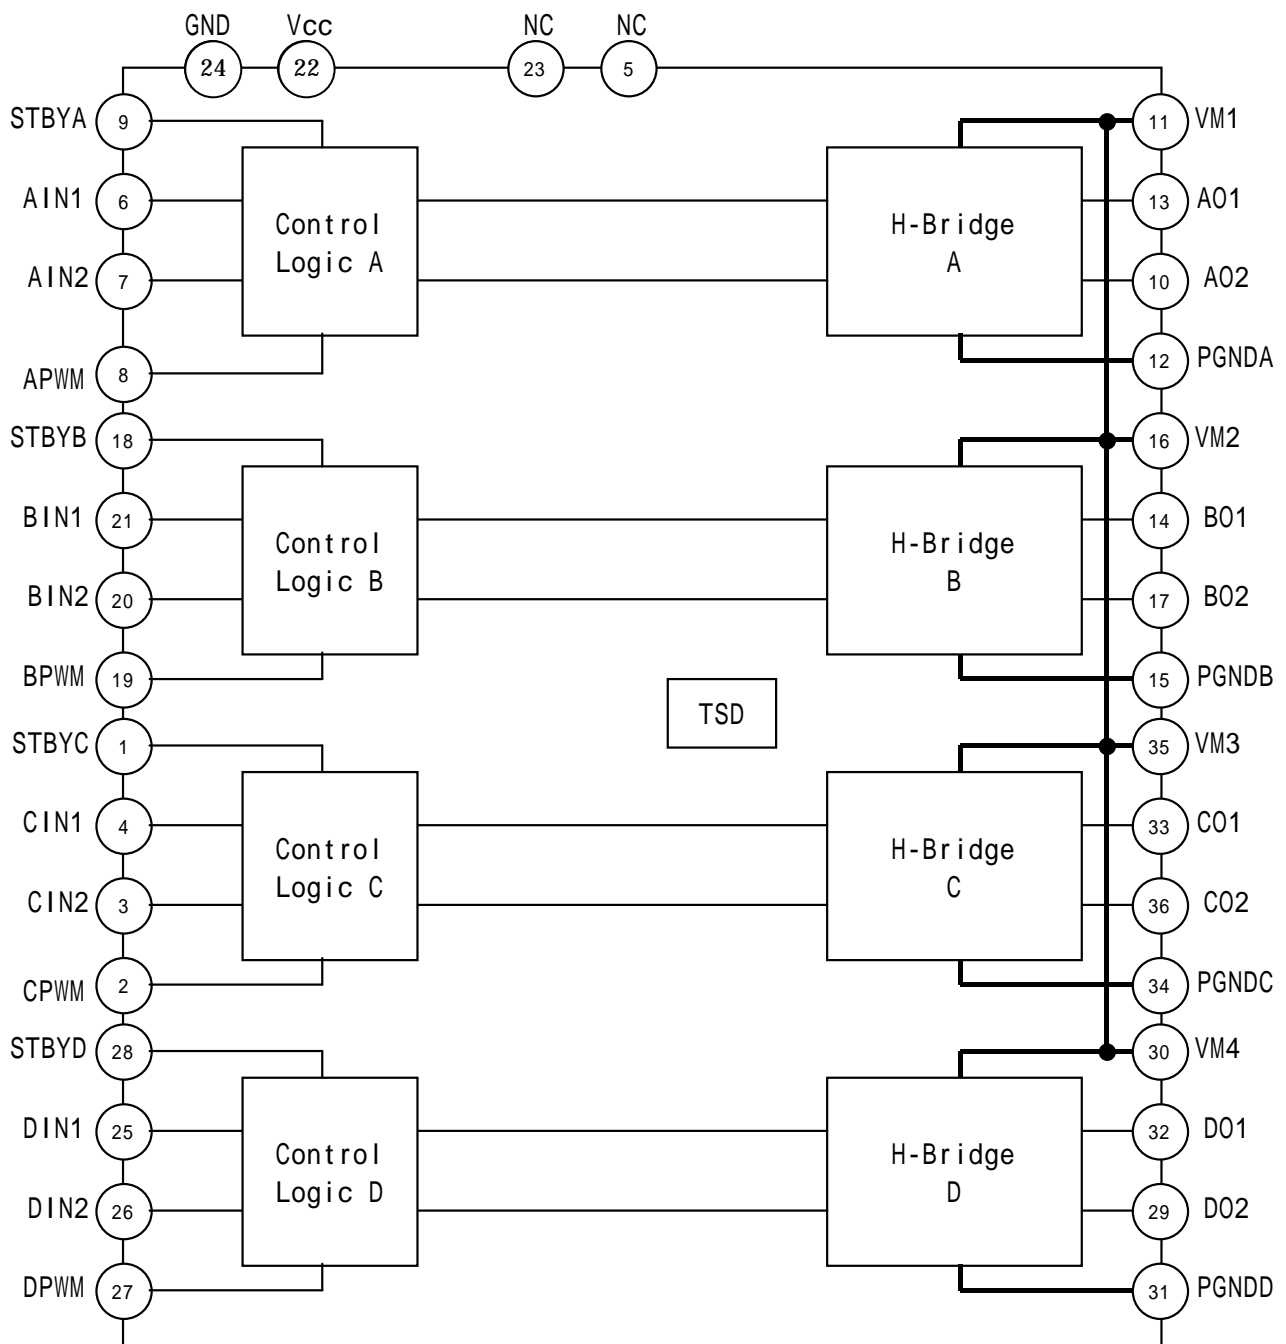 GND Vcc NC NC
24 22 23 5
STBYA 9 11 VM1
AIN1 6 13 AO1
Control
Logic A
H-Bridge
A
AIN2 7 10 AO2
APWM 8 12 PGNDA
STBYB 18 16 VM2
BIN1 21 14 BO1
Control
Logic B
H-Bridge
B
BIN2 20 17 BO2
BPWM 19 15 PGNDB
TSD
STBYC 1 35 VM3
CIN1 4 33 CO1
Control
Logic C
H-Bridge
C
CIN2 3 36 CO2
CPWM 2 34 PGNDC
STBYD 28 30 VM4
DIN1 25 32 DO1
Control
Logic D
H-Bridge
D
DIN2 26 29 DO2
DPWM 27 31 PGNDD